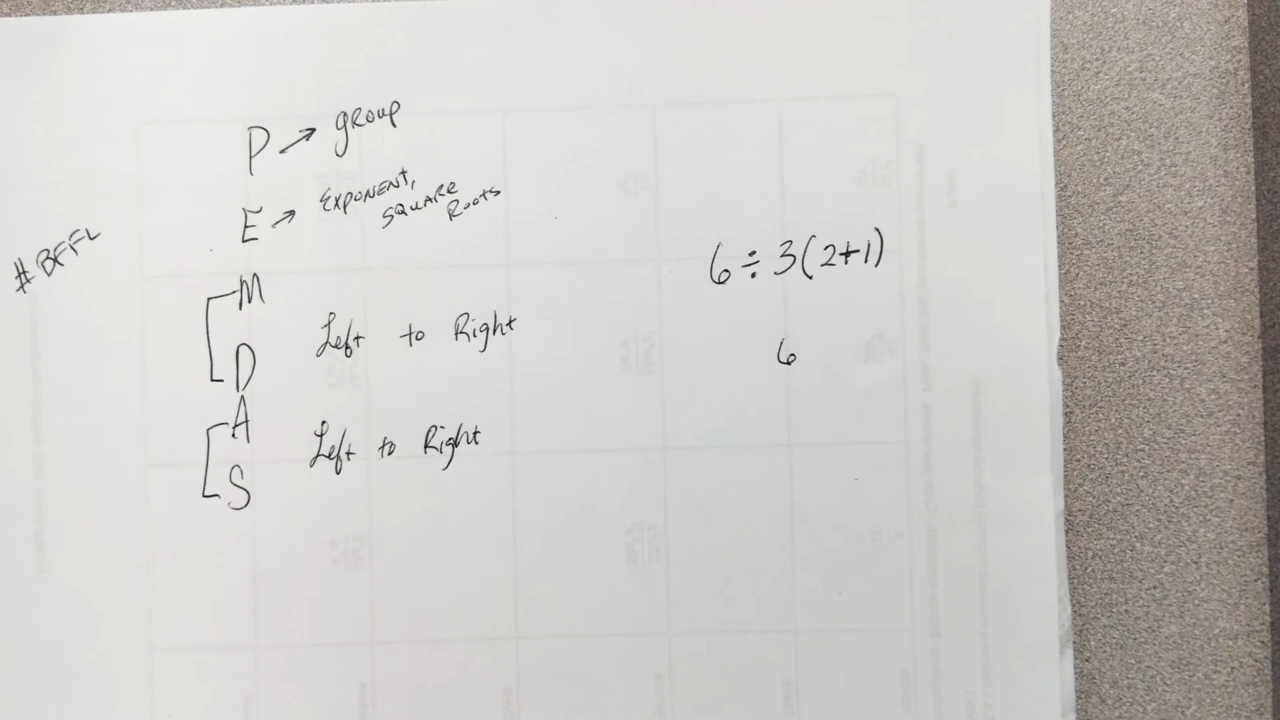 P → group
E → EXPONENT,
SQUARE
Roots
#BFFL
M
D
Left to Right
A
S
Left to Right
6 ÷ 3(2+1)
6